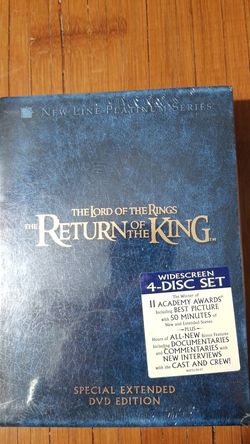 NEW LINE PLATINUM SERIES
THE LORD OF THE RINGS
THE RETURN OF THE KING™
WIDESCREEN
4-DISC SET
The Winner of
11 ACADEMY AWARDS®
Including BEST PICTURE
with 50 MINUTES of
New and Extended Scenes
—PLUS—
Hours of ALL-NEW Bonus Features
Including DOCUMENTARIES
and COMMENTARIES with
NEW INTERVIEWS
with the CAST AND CREW!
SPECIAL EXTENDED
DVD EDITION